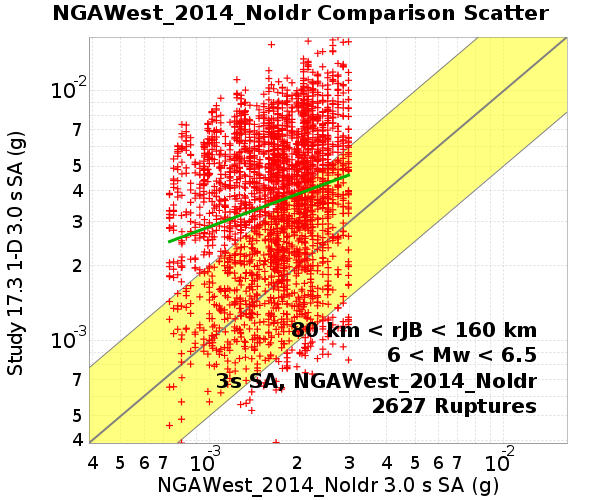 NGAWest_2014_NoIdr Comparison Scatter
Study 17.3 1-D 3.0 s SA (g)
10-2
7
5
4
3
2
10-3
7
5
4
80 km < rJB < 160 km
6 < Mw < 6.5
3s SA, NGAWest_2014_NoIdr
2627 Ruptures
4 5 6 7 10-3 2 3 4 5 6 7 10-2
NGAWest_2014_NoIdr 3.0 s SA (g)